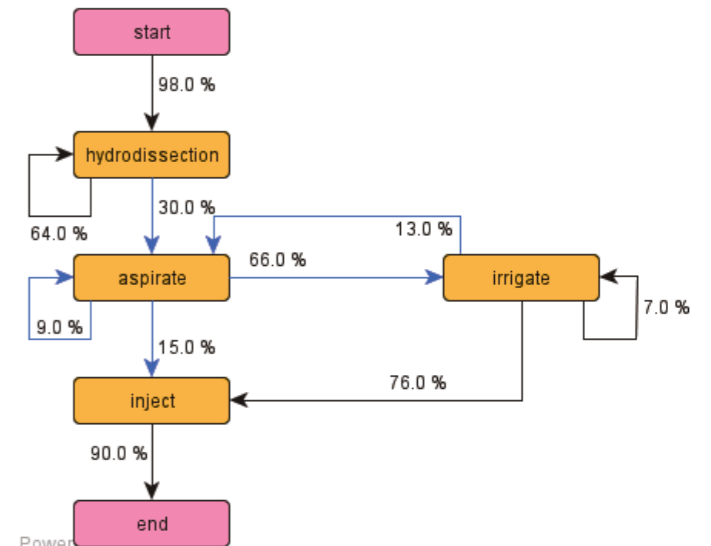 start
98.0 %
hydrodissection
30.0 %
64.0 %
13.0 %
66.0 %
aspirate
irrigate
9.0 %
7.0 %
15.0 %
76.0 %
inject
90.0 %
end
Power